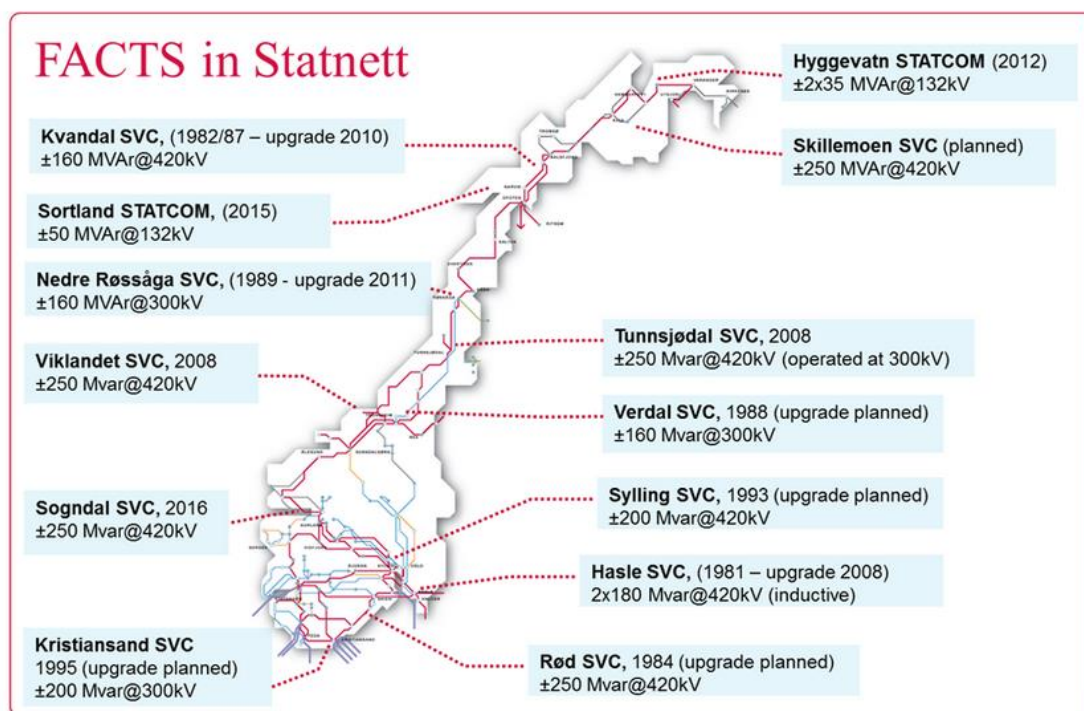 FACTS in Statnett
Hyggevatn STATCOM (2012)
±2x35 MVAr@132kV
Kvandal SVC, (1982/87 – upgrade 2010)
±160 MVAr@420kV
Skillemoen SVC (planned)
±250 MVAr@420kV
Sortland STATCOM, (2015)
±50 MVAr@132kV
Nedre Røssåga SVC, (1989 - upgrade 2011)
±160 MVAr@300kV
Tunnsjødal SVC, 2008
±250 Mvar@420kV (operated at 300kV)
Viklandet SVC, 2008
±250 Mvar@420kV
Verdal SVC, 1988 (upgrade planned)
±160 Mvar@300kV
Sogndal SVC, 2016
±250 Mvar@420kV
Sylling SVC, 1993 (upgrade planned)
±200 Mvar@420kV
Hasle SVC, (1981 – upgrade 2008)
2x180 Mvar@420kV (inductive)
Kristiansand SVC
1995 (upgrade planned)
±200 Mvar@300kV
Rød SVC, 1984 (upgrade planned)
±250 Mvar@420kV